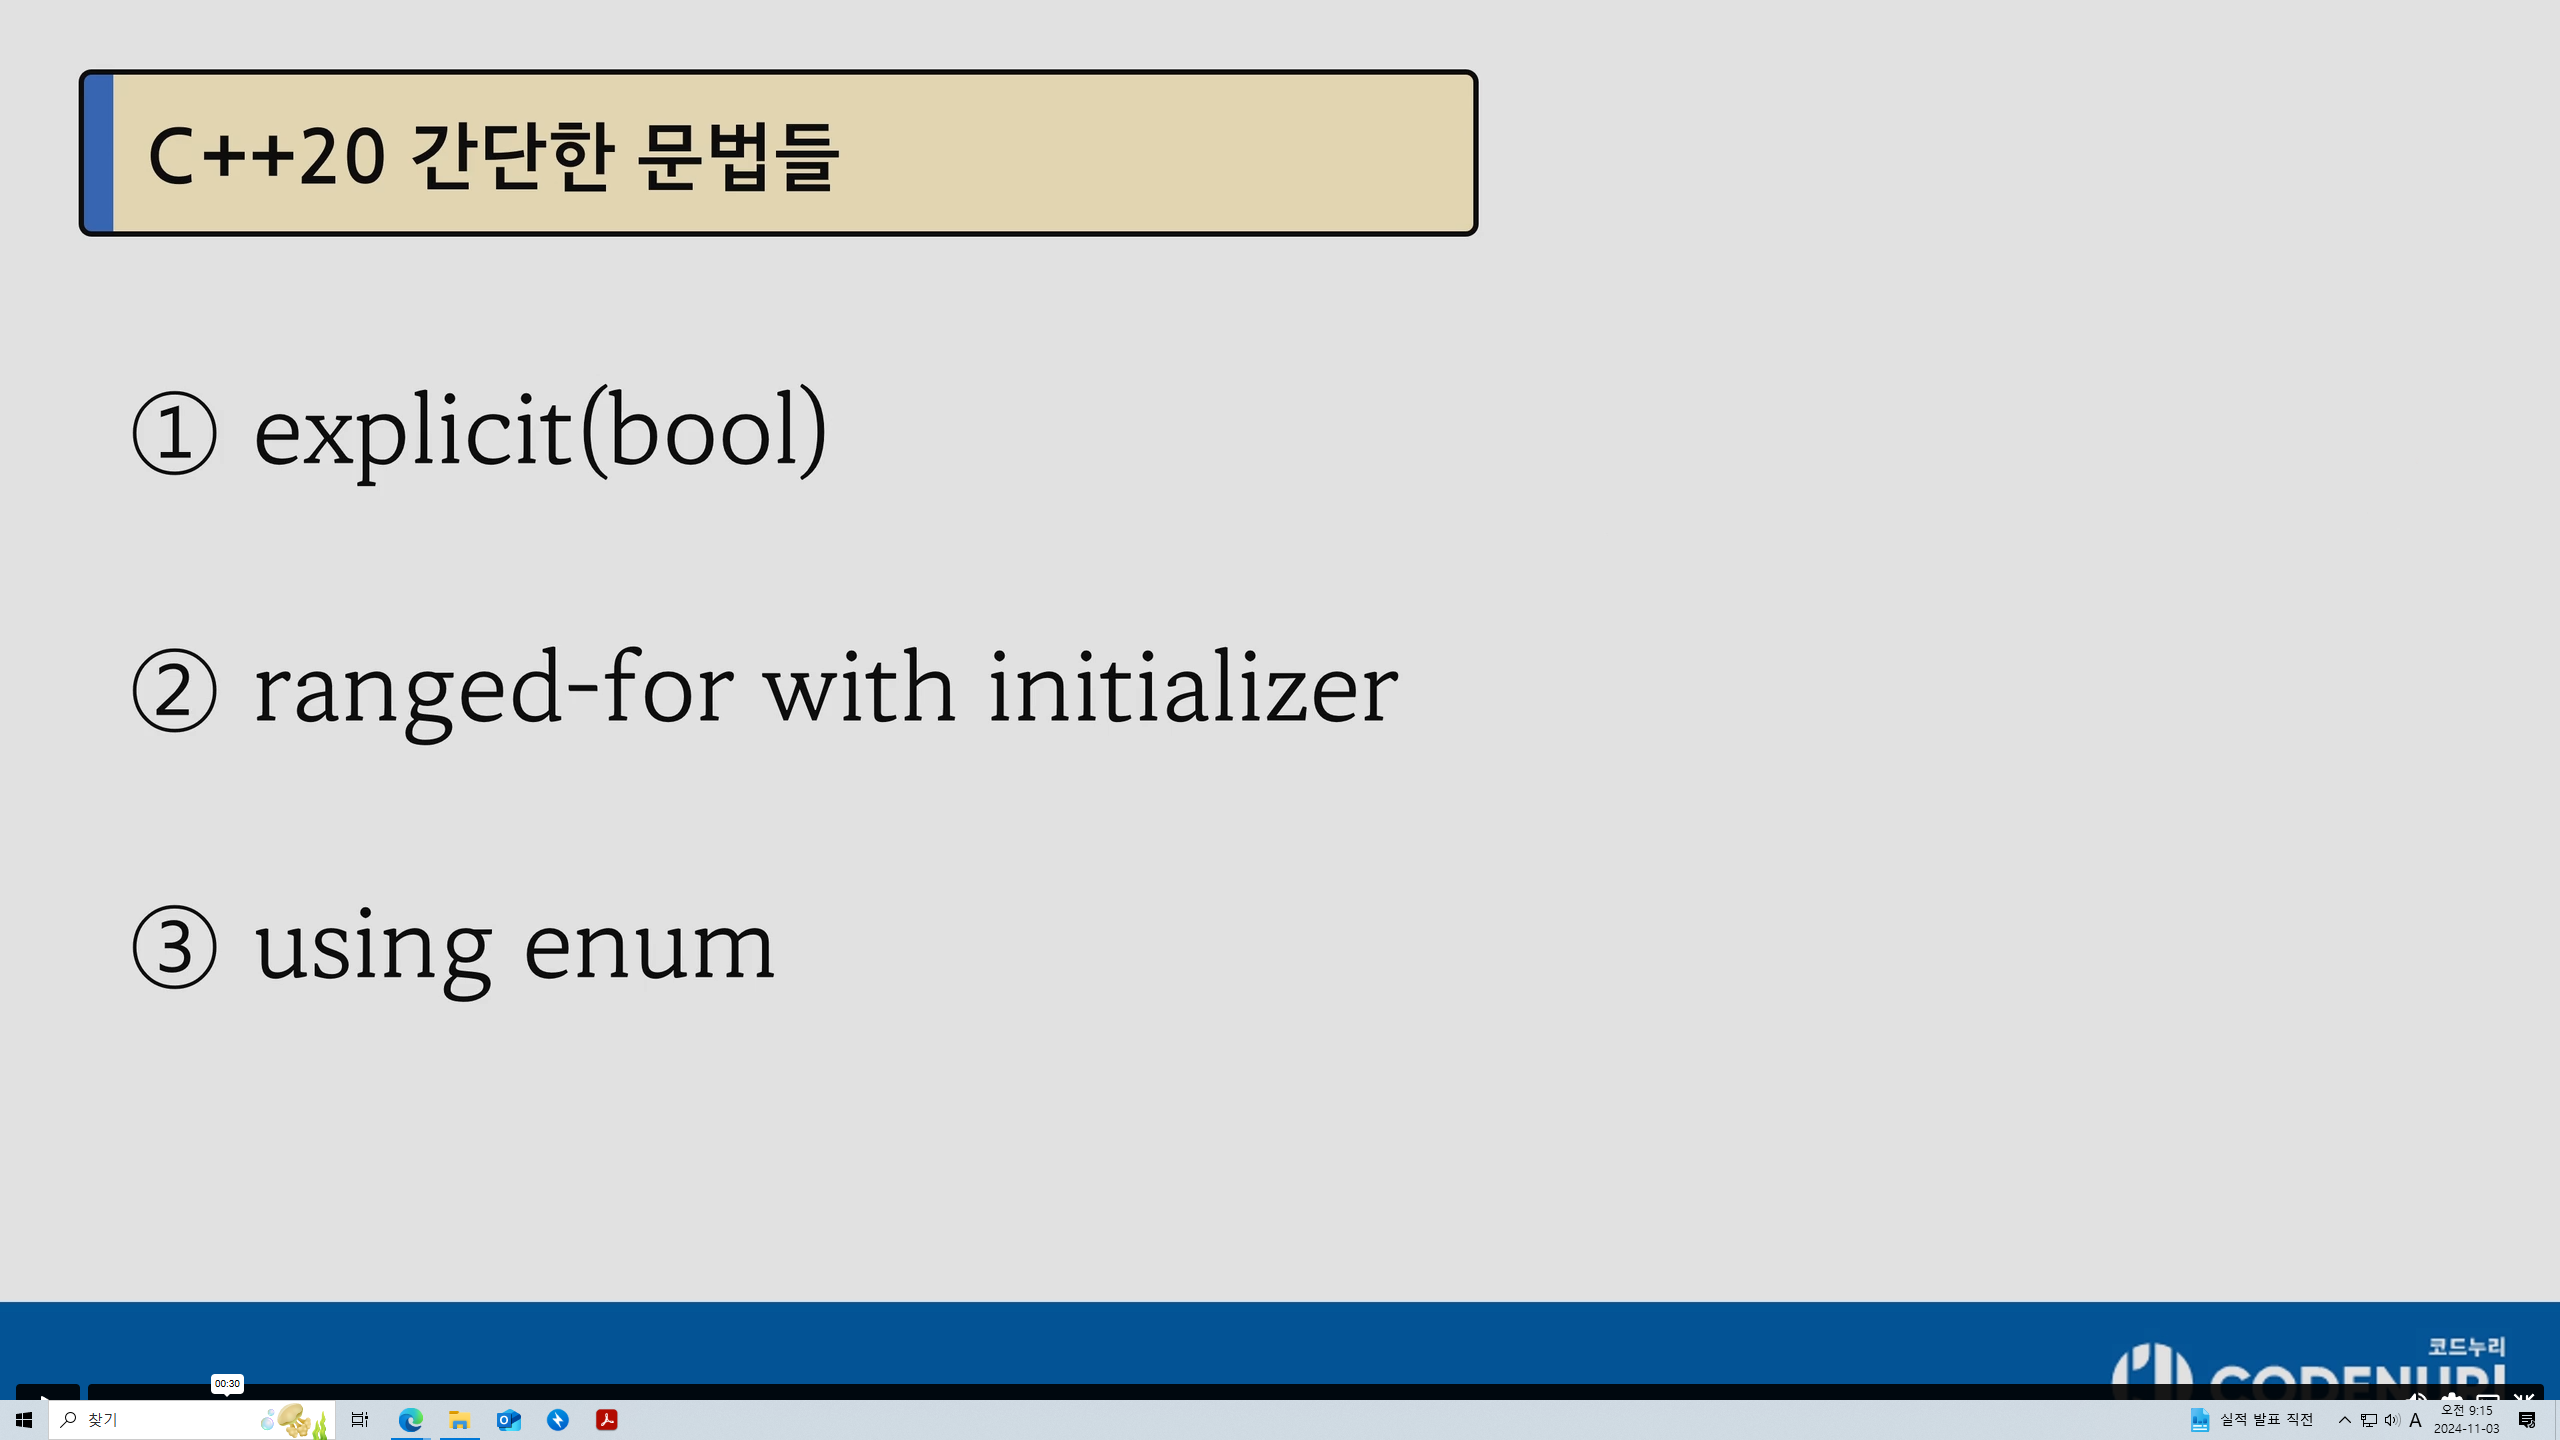 C++20 간단한 문법들
① explicit(bool)
② ranged-for with initializer
③ using enum
코드누리
CODENURI
00:30
찾기
실적 발표 직전
A
오전 9:15
2024-11-03